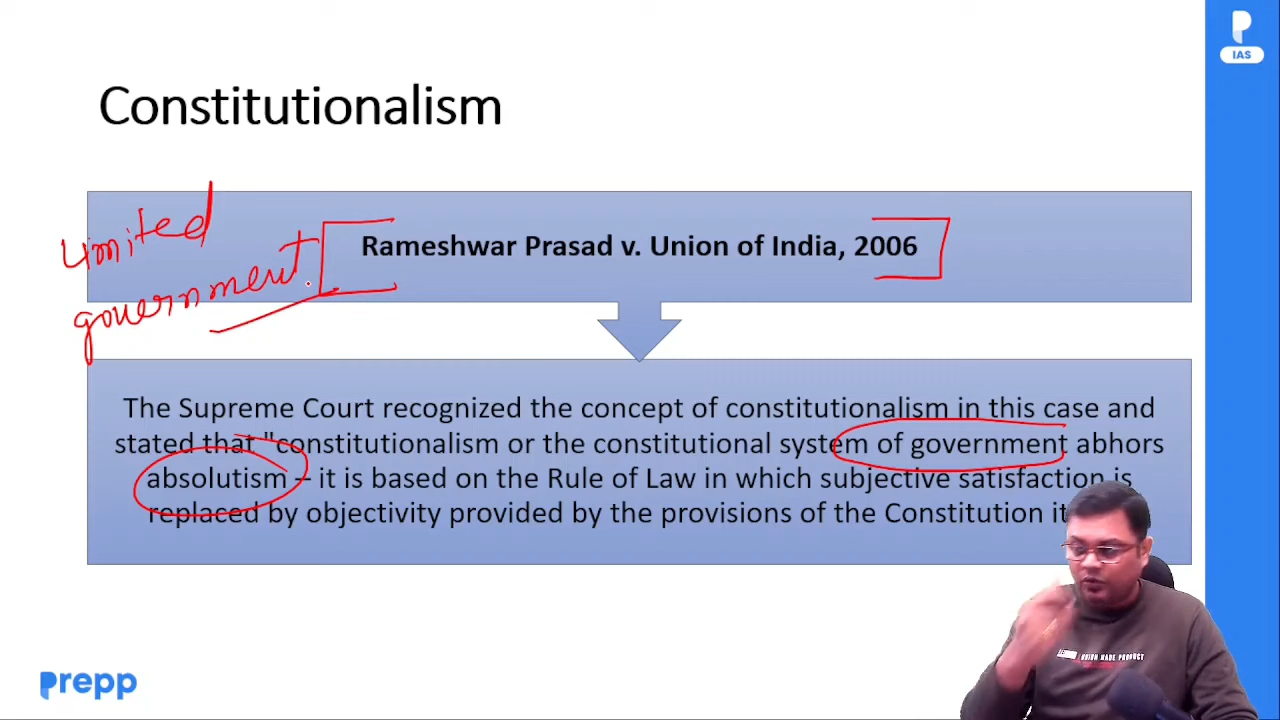 IAS
Constitutionalism
Limited
government
Rameshwar Prasad v. Union of India, 2006
The Supreme Court recognized the concept of constitutionalism in this case and
stated that "constitutionalism or the constitutional system of government abhors
absolutism – it is based on the Rule of Law in which subjective satisfaction is
replaced by objectivity provided by the provisions of the Constitution
UNION MADE PRODUCT
prepp